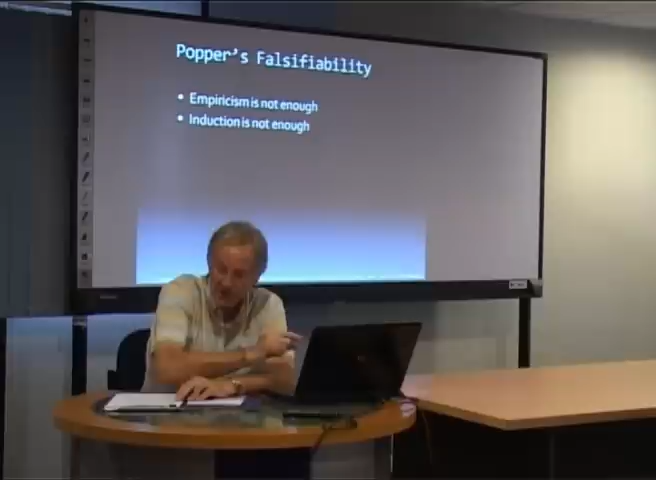 Popper's Falsifiability
• Empiricism is not enough
• Induction is not enough